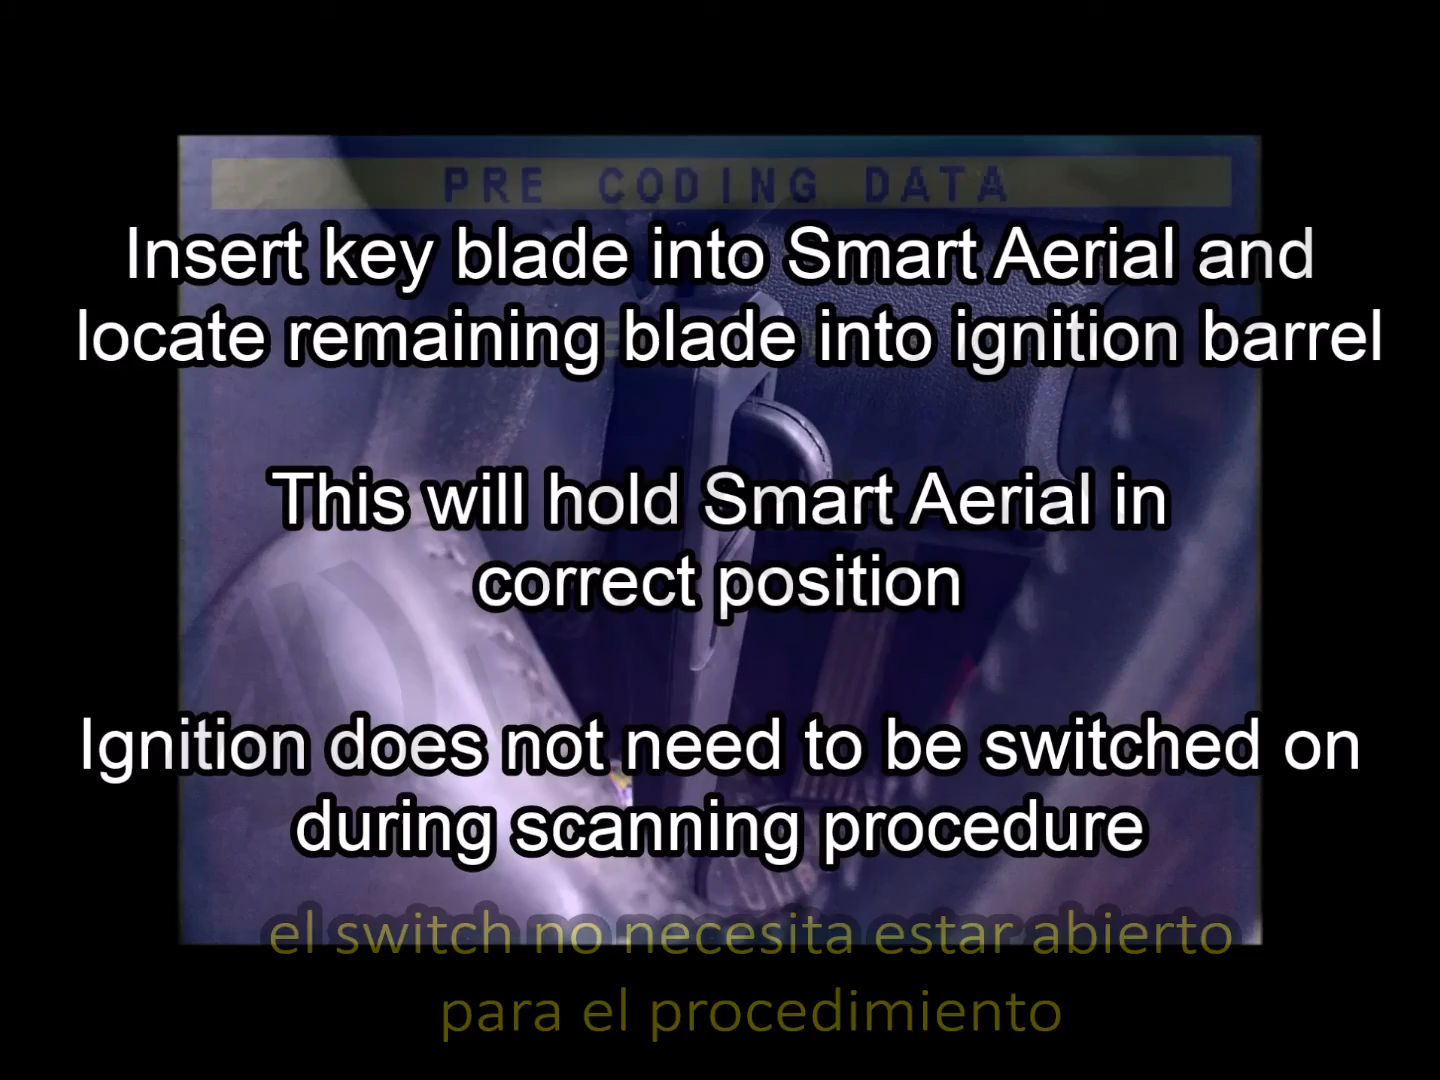 PRE CODING DATA
Insert key blade into Smart Aerial and
locate remaining blade into ignition barrel
This will hold Smart Aerial in
correct position
Ignition does not need to be switched on
during scanning procedure
el switch no necesita estar abierto
para el procedimiento